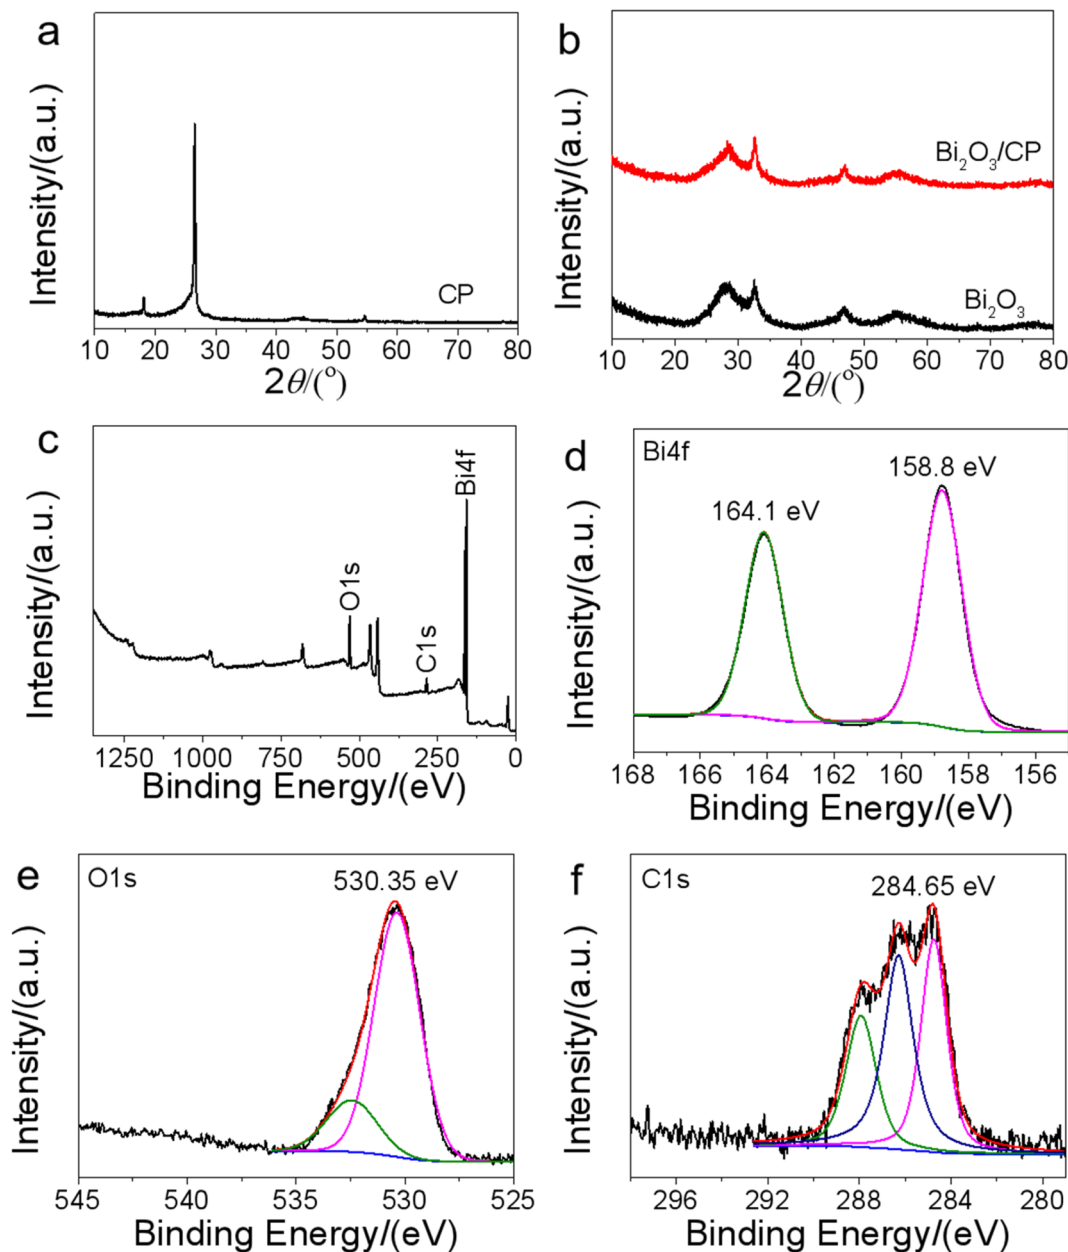 a
Intensity/(a.u.)
CP
10 20 30 40 50 60 70 80
2θ/(°)
b
Intensity/(a.u.)
Bi₂O₃/CP
Bi₂O₃
10 20 30 40 50 60 70 80
2θ/(°)
c
Intensity/(a.u.)
O1s
C1s
Bi4f
1250 1000 750 500 250 0
Binding Energy/(eV)
d
Intensity/(a.u.)
Bi4f
164.1 eV
158.8 eV
168 166 164 162 160 158 156
Binding Energy/(eV)
e
Intensity/(a.u.)
O1s
530.35 eV
545 540 535 530 525
Binding Energy/(eV)
f
Intensity/(a.u.)
C1s
284.65 eV
296 292 288 284 280
Binding Energy/(eV)